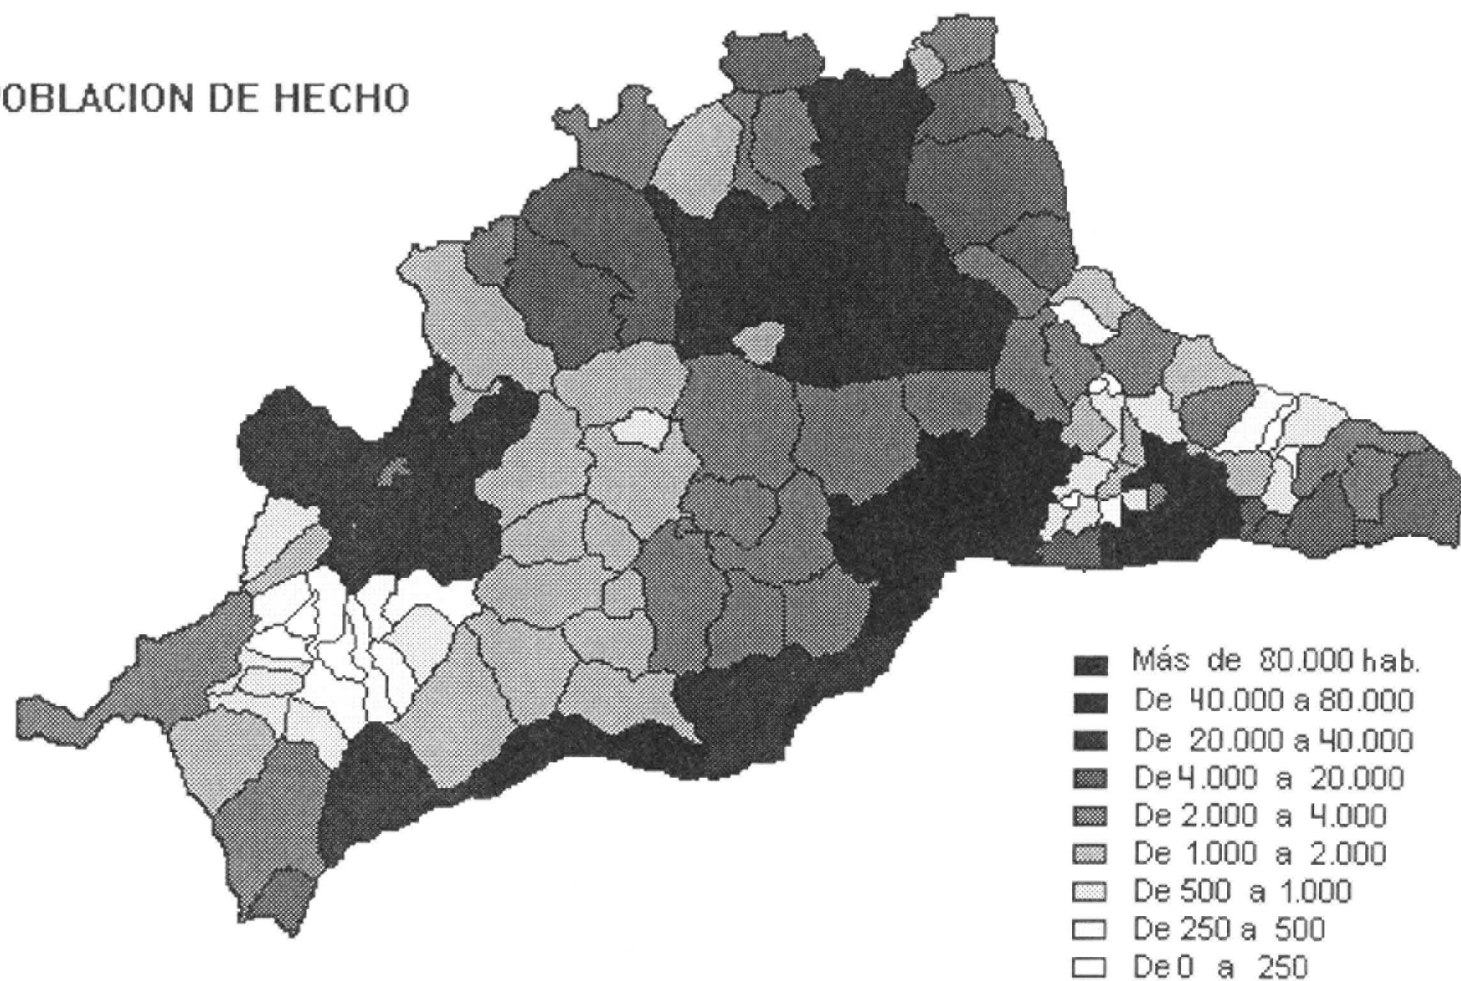 OBLACION DE HECHO
Más de 80.000 hab.
De 40.000 a 80.000
De 20.000 a 40.000
De 4.000 a 20.000
De 2.000 a 4.000
De 1.000 a 2.000
De 500 a 1.000
De 250 a 500
De 0 a 250